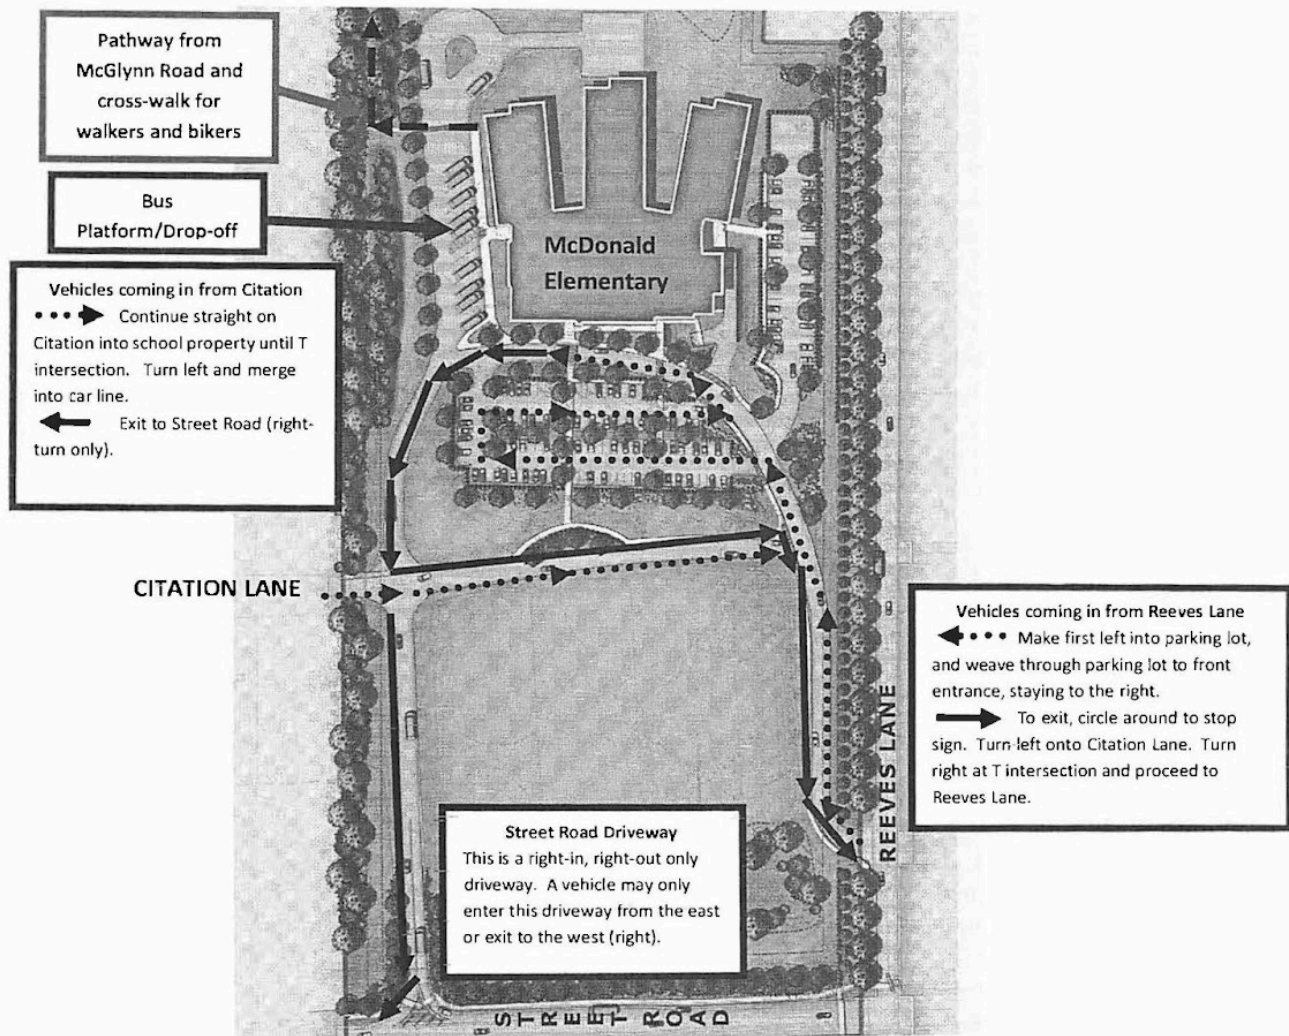 Pathway from
McGlynn Road and
cross-walk for
walkers and bikers
Bus
Platform/Drop-off
McDonald
Elementary
Vehicles coming in from Citation
Continue straight on
Citation into school property until T
intersection. Turn left and merge
into car line.
Exit to Street Road (right-
turn only).
CITATION LANE
Vehicles coming in from Reeves Lane
Make first left into parking lot,
and weave through parking lot to front
entrance, staying to the right.
To exit, circle around to stop
sign. Turn left onto Citation Lane. Turn
right at T intersection and proceed to
Reeves Lane.
REEVES LANE
Street Road Driveway
This is a right-in, right-out only
driveway. A vehicle may only
enter this driveway from the east
or exit to the west (right).
STREET ROAD